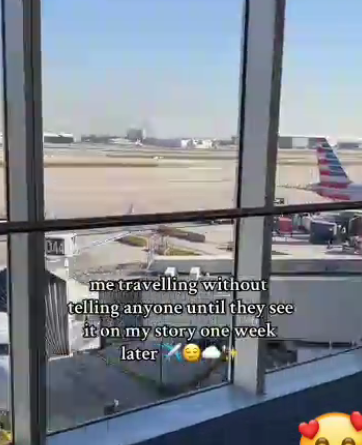 me travelling without
telling anyone until they see
it on my story one week
later ✈️😌☁️✨